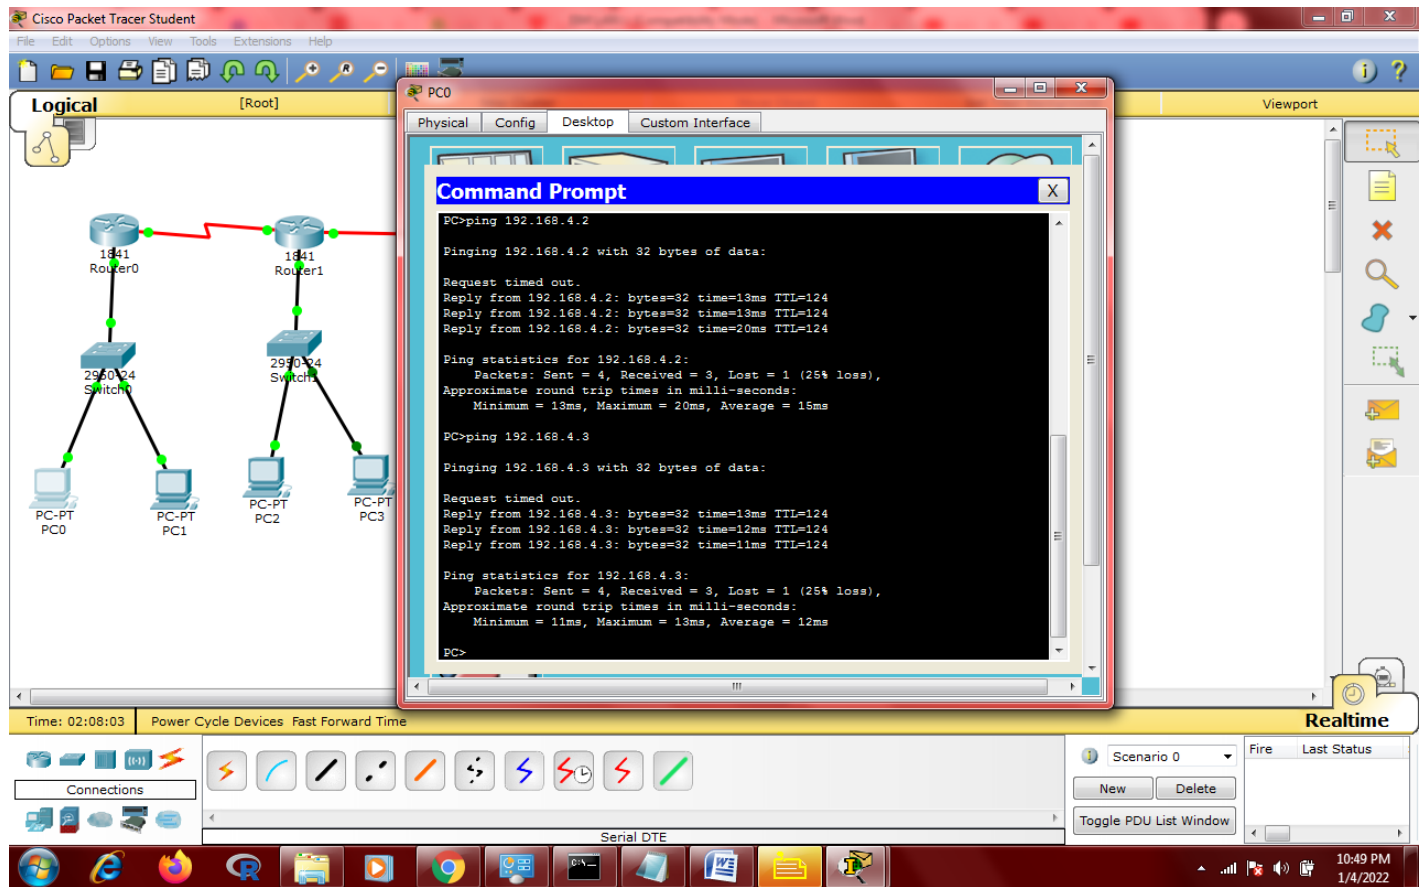 Cisco Packet Tracer Student
File Edit Options View Tools Extensions Help
Logical
[Root]
Viewport
PC0
Physical Config Desktop Custom Interface
Command Prompt
X
PC>ping 192.168.4.2
Pinging 192.168.4.2 with 32 bytes of data:
Request timed out.
Reply from 192.168.4.2: bytes=32 time=13ms TTL=124
Reply from 192.168.4.2: bytes=32 time=13ms TTL=124
Reply from 192.168.4.2: bytes=32 time=20ms TTL=124
Ping statistics for 192.168.4.2:
Packets: Sent = 4, Received = 3, Lost = 1 (25% loss),
Approximate round trip times in milli-seconds:
Minimum = 13ms, Maximum = 20ms, Average = 15ms
PC>ping 192.168.4.3
Pinging 192.168.4.3 with 32 bytes of data:
Request timed out.
Reply from 192.168.4.3: bytes=32 time=13ms TTL=124
Reply from 192.168.4.3: bytes=32 time=12ms TTL=124
Reply from 192.168.4.3: bytes=32 time=11ms TTL=124
Ping statistics for 192.168.4.3:
Packets: Sent = 4, Received = 3, Lost = 1 (25% loss),
Approximate round trip times in milli-seconds:
Minimum = 11ms, Maximum = 13ms, Average = 12ms
PC>
1841
Router0
1841
Router1
2950-24
Switch0
2950-24
Switch1
PC-PT
PC0
PC-PT
PC1
PC-PT
PC2
PC-PT
PC3
Time: 02:08:03 Power Cycle Devices Fast Forward Time
Realtime
Connections
Serial DTE
Scenario 0
New Delete
Toggle PDU List Window
Fire Last Status
10:49 PM
1/4/2022